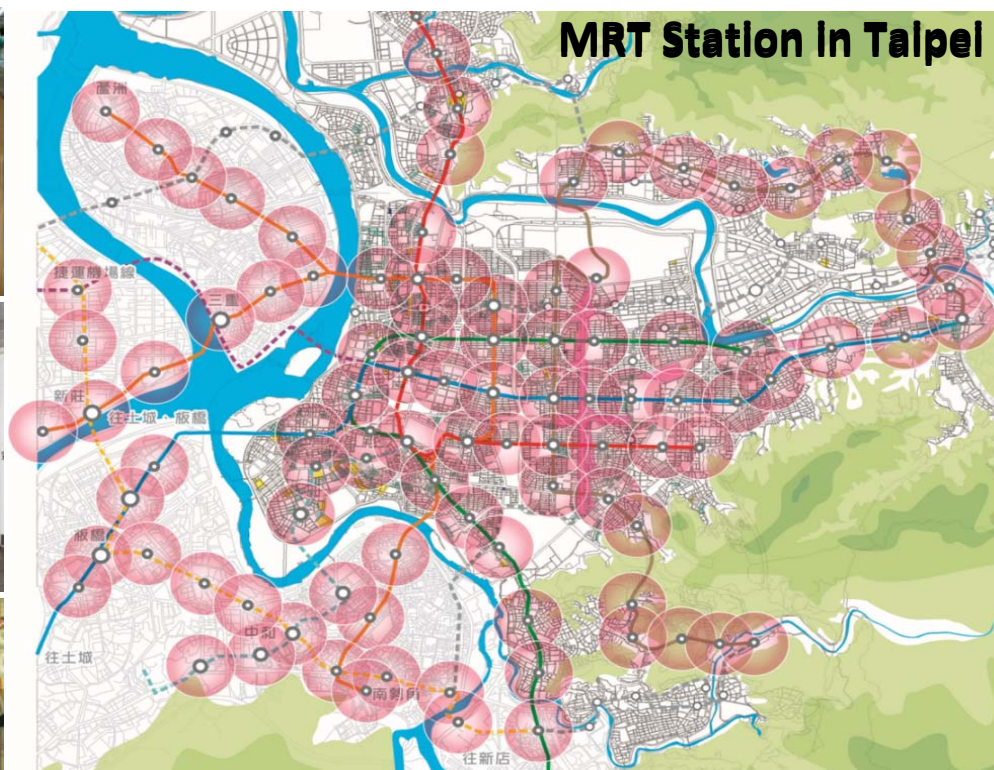 MRT Station in Taipei
蘆洲
捷運機場線
三重
新莊
往土城·板橋
板橋
中和
往土城
南勢角
往新店